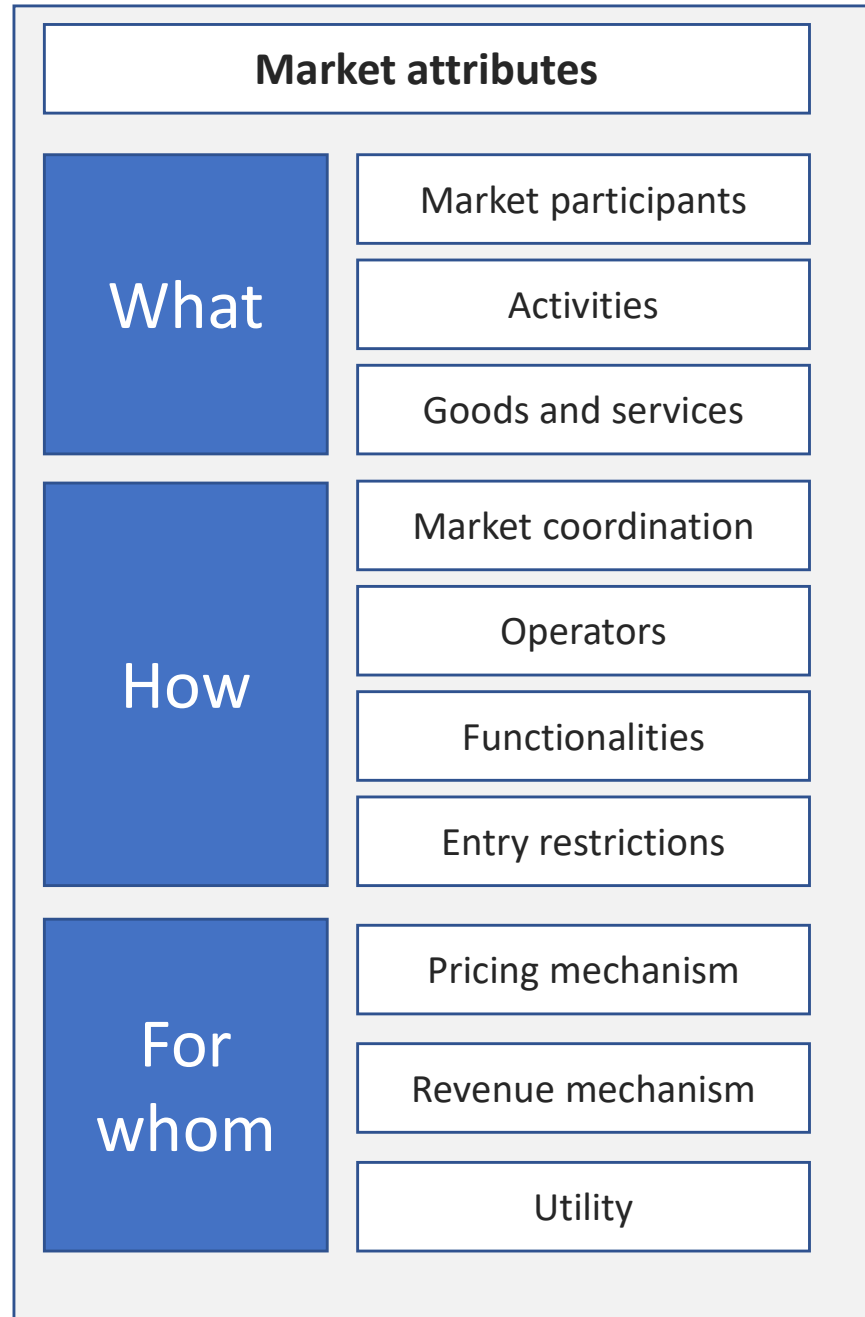 Market attributes
What
Market participants
Activities
Goods and services
How
Market coordination
Operators
Functionalities
Entry restrictions
For
whom
Pricing mechanism
Revenue mechanism
Utility